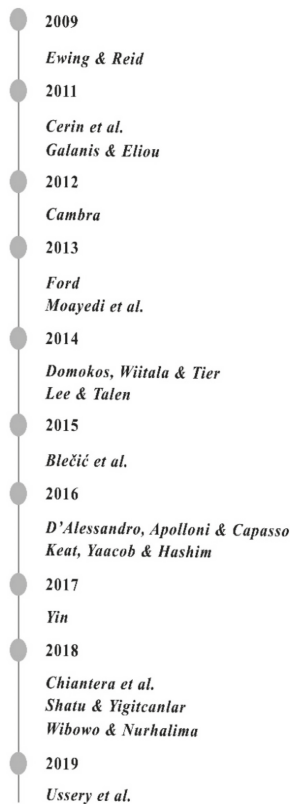 2009
Ewing & Reid
2011
Cerin et al.
Galanis & Eliou
2012
Cambra
2013
Ford
Moayedi et al.
2014
Domokos, Wiitala & Tier
Lee & Talen
2015
Blečić et al.
2016
D'Alessandro, Apolloni & Capasso
Keat, Yaacob & Hashim
2017
Yin
2018
Chiantera et al.
Shatu & Yigitcanlar
Wibowo & Nurhalima
2019
Ussery et al.